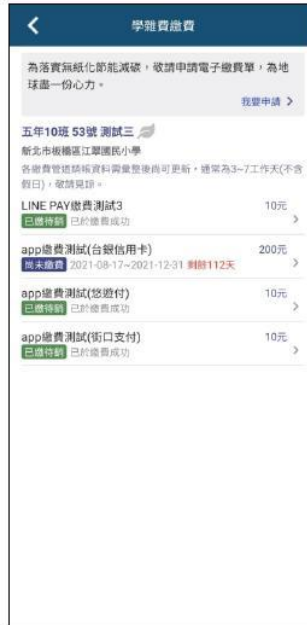 學雜費繳費
為落實無紙化節能減碳，敬請申請電子繳費單，為地
球盡一份心力。
我要申請 >
五年10班 53號 測試三
新北市板橋區江翠國民小學
各繳費管道銷帳資料需彙整後尚可更新，通常為3~7工作天(不含
假日)，敬請見諒。
LINE PAY繳費測試3 10元
已繳待銷 已於繳費成功 >
app繳費測試(台銀信用卡) 200元
尚未繳費 2021-08-17~2021-12-31 剩餘112天 >
app繳費測試(悠遊付) 10元
已繳待銷 已於繳費成功 >
app繳費測試(街口支付) 10元
已繳待銷 已於繳費成功 >